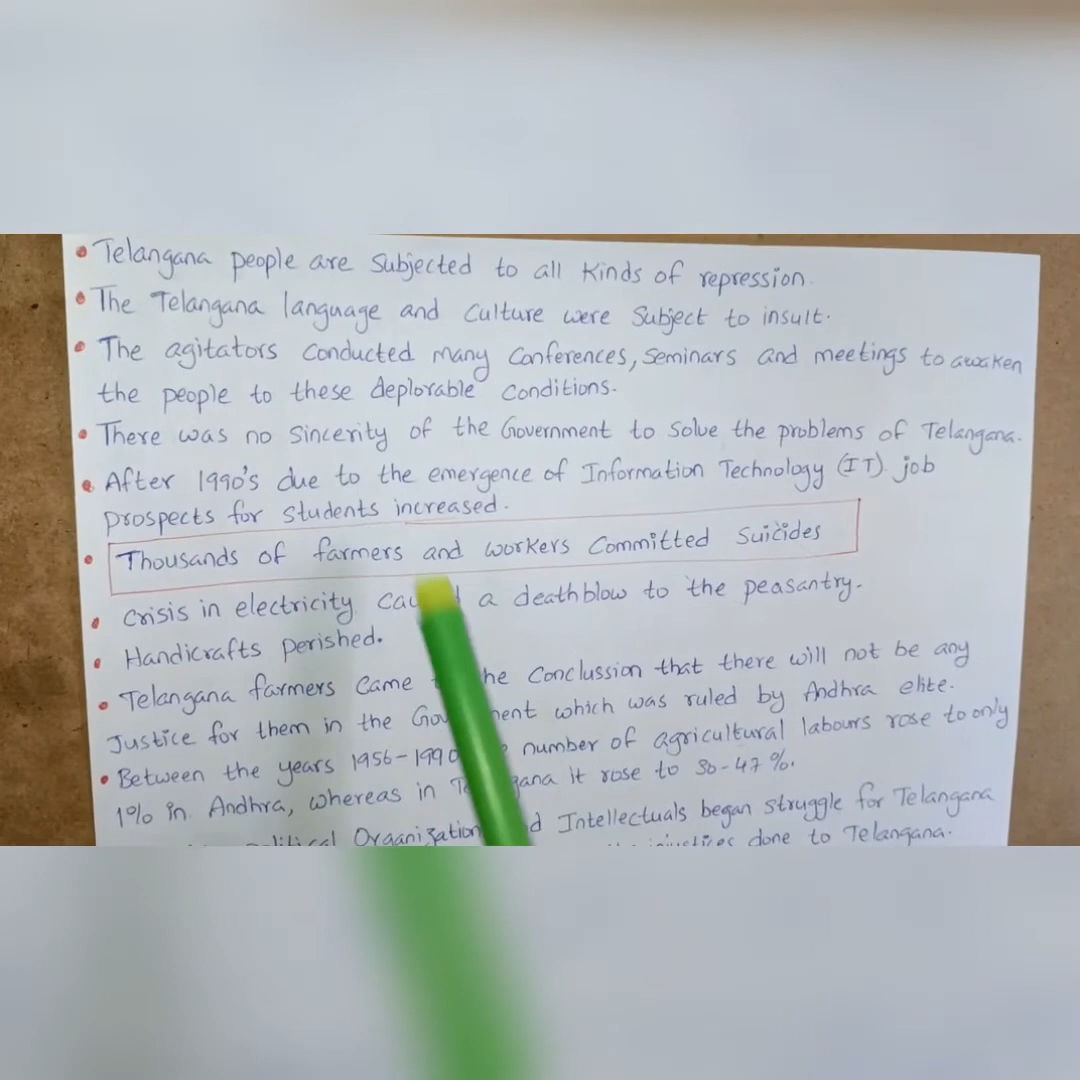 • Telangana people are subjected to all kinds of repression.
• The Telangana language and culture were subject to insult.
• The agitators conducted many conferences, seminars and meetings to awaken
the people to these deplorable conditions.
• There was no sincerity of the Government to solve the problems of Telangana.
• After 1990's due to the emergence of Information Technology (IT) job
prospects for students increased.
• Thousands of farmers and workers committed suicides
• Crisis in electricity a deathblow to the peasantry.
• Handicrafts perished.
• Telangana farmers came the conclussion that there will not be any
justice for them in the which was ruled by Andhra elite.
• Between the years 1956-1990 number of agricultural labours rose to only
1% in Andhra, whereas in it rose to 30-47%.
Intellectuals began struggle for Telangana
done to Telangana.